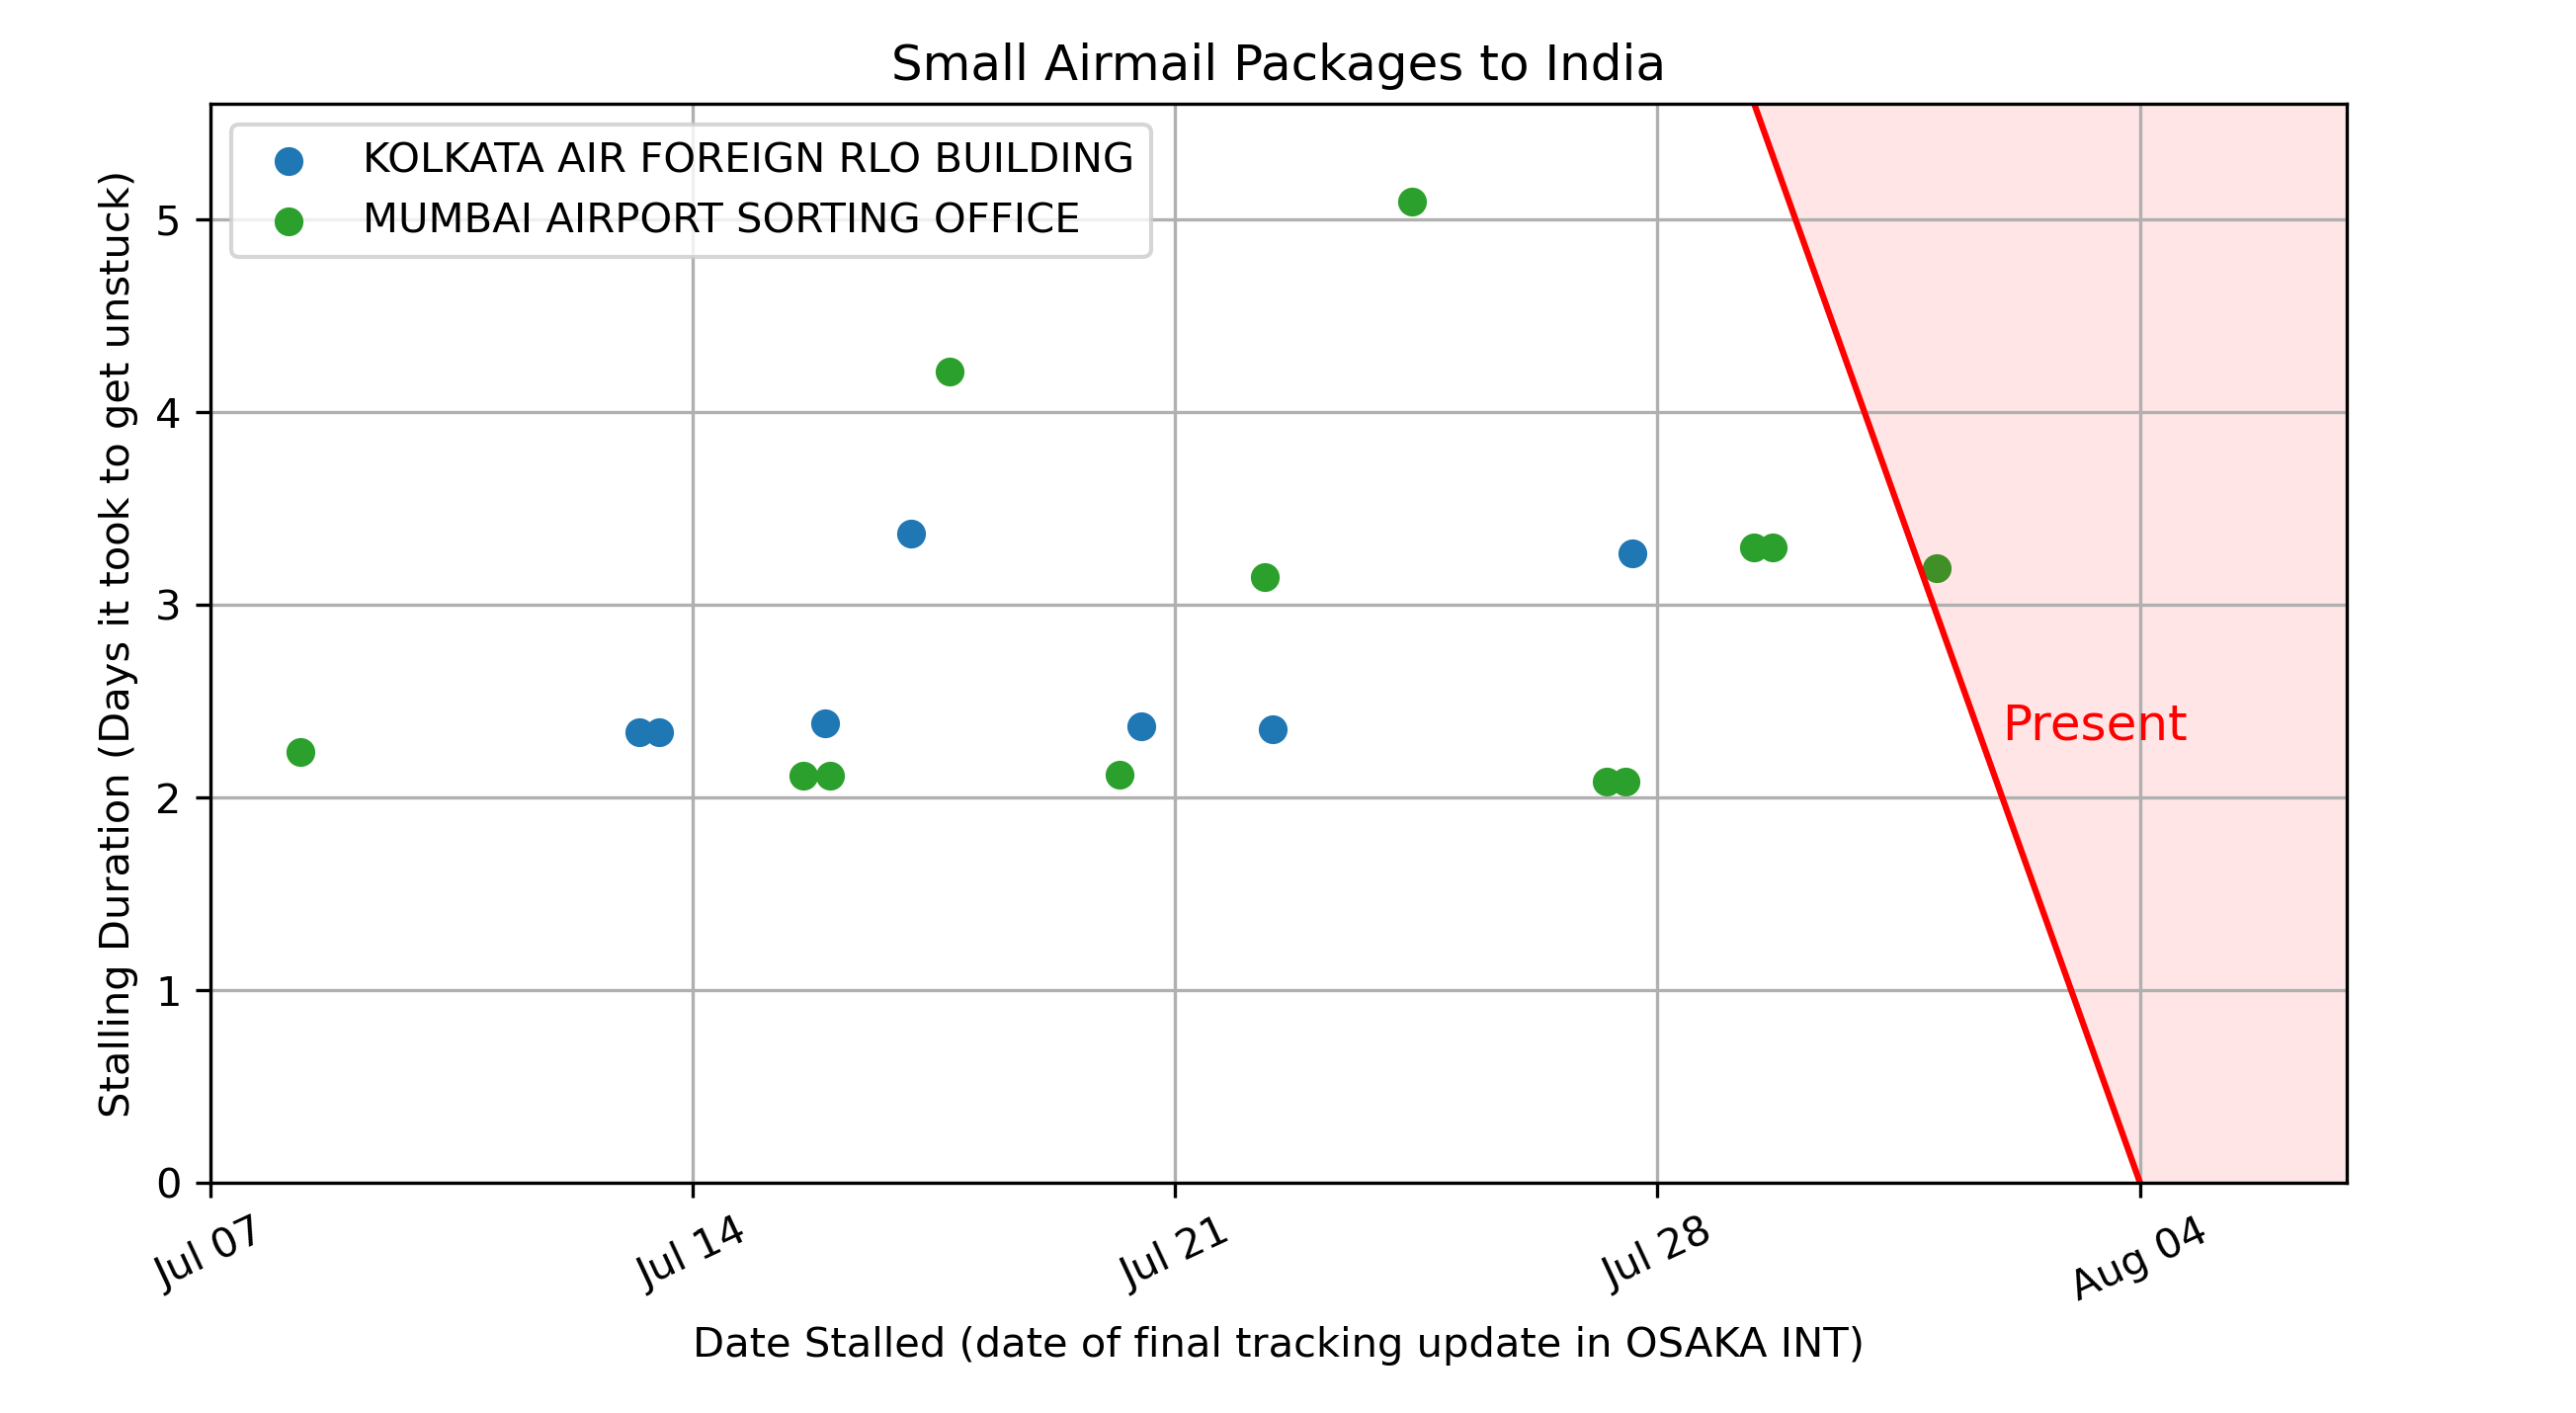 Small Airmail Packages to India
KOLKATA AIR FOREIGN RLO BUILDING
MUMBAI AIRPORT SORTING OFFICE
Stalling Duration (Days it took to get unstuck)
5
4
3
2
1
0
Present
Jul 07
Jul 14
Jul 21
Jul 28
Aug 04
Date Stalled (date of final tracking update in OSAKA INT)